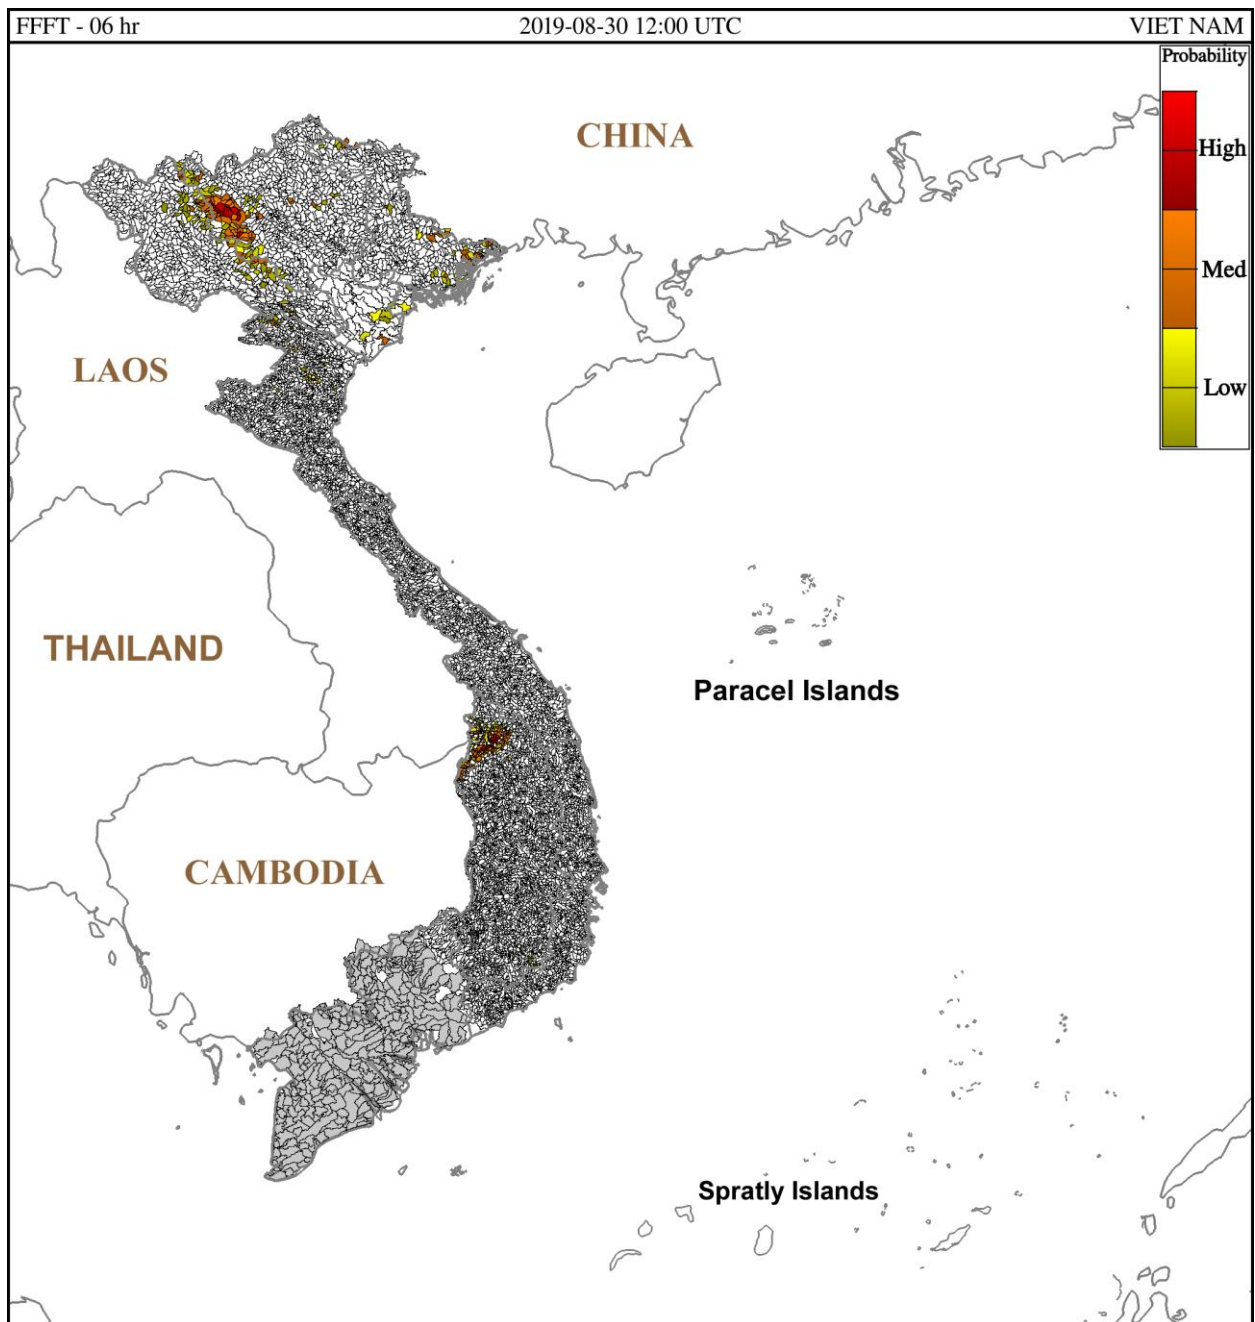 FFFT - 06 hr 2019-08-30 12:00 UTC VIET NAM
Probability
CHINA
High
Med
LAOS
Low
THAILAND
Paracel Islands
CAMBODIA
Spratly Islands